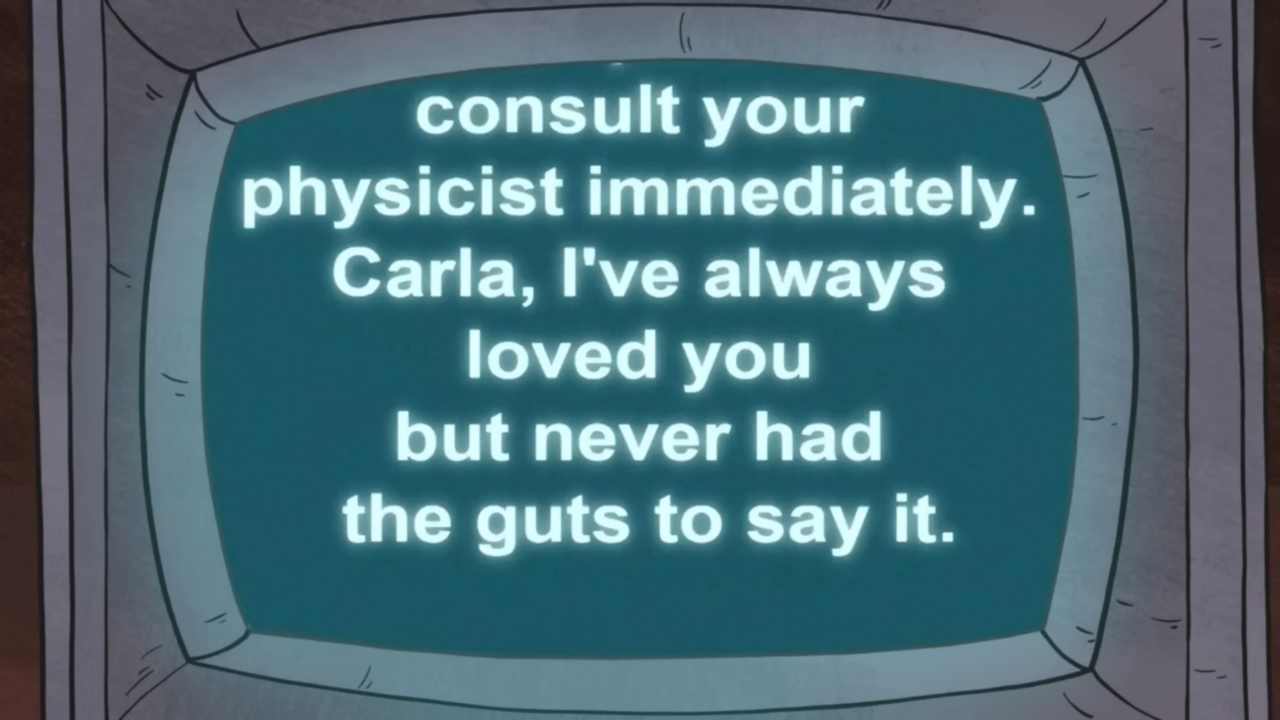 consult your
physicist immediately.
Carla, I've always
loved you
but never had
the guts to say it.